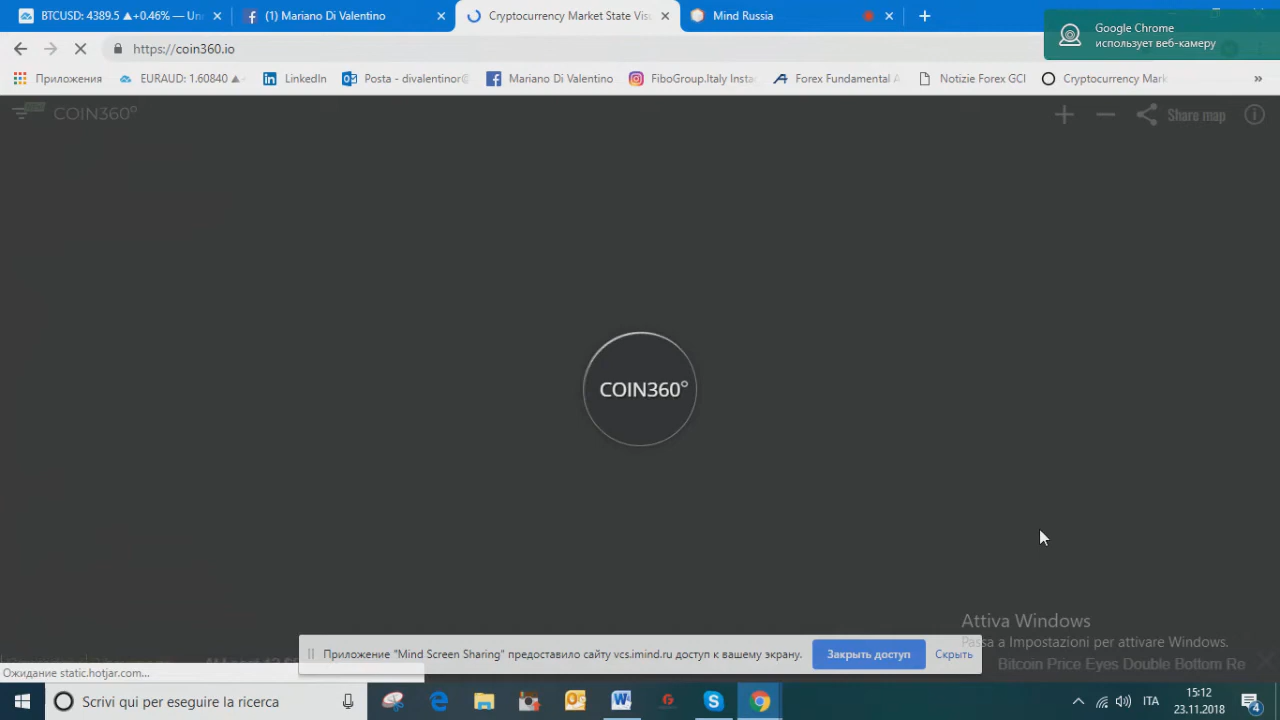 BTCUSD: 4389.5 ▲+0.46% — Un
(1) Mariano Di Valentino
Cryptocurrency Market State Visu
Mind Russia
Google Chrome
использует веб-камеру
https://coin360.io
Приложения
EURAUD: 1.60840 ▲
LinkedIn
Posta - divalentinor@
Mariano Di Valentino
FiboGroup.Italy Insta
Forex Fundamental A
Notizie Forex GCI
Cryptocurrency Mark
»
COIN360°
Share map
COIN360°
Attiva Windows
Passa a Impostazioni per attivare Windows.
Приложение "Mind Screen Sharing" предоставило сайту vcs.imind.ru доступ к вашему экрану.
Закрыть доступ
Скрыть
Bitcoin Price Eyes Double Bottom Re
Ожидание static.hotjar.com...
Scrivi qui per eseguire la ricerca
ITA
15:12
23.11.2018
4